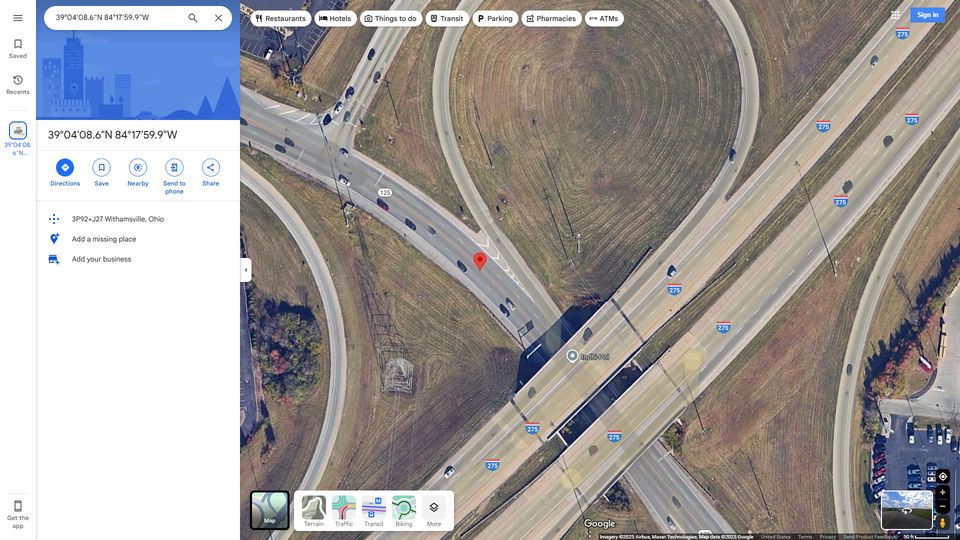 39°04'08.6"N 84°17'59.9"W
Restaurants
Hotels
Things to do
Transit
Parking
Pharmacies
ATMs
Sign in
Saved
Recents
39°04'08.
6"N...
Get the
app
39°04'08.6"N 84°17'59.9"W
Directions
Save
Nearby
Send to
phone
Share
3P92+J27 Withamsville, Ohio
Add a missing place
Add your business
275
275
275
275
125
275
275
Indhi Pol
275
275
275
Map
Terrain
Traffic
Transit
Biking
More
Google
Imagery ©2025 Airbus, Maxar Technologies, Map data ©2025 Google
United States
Terms
Privacy
Send Product Feedback
50 ft